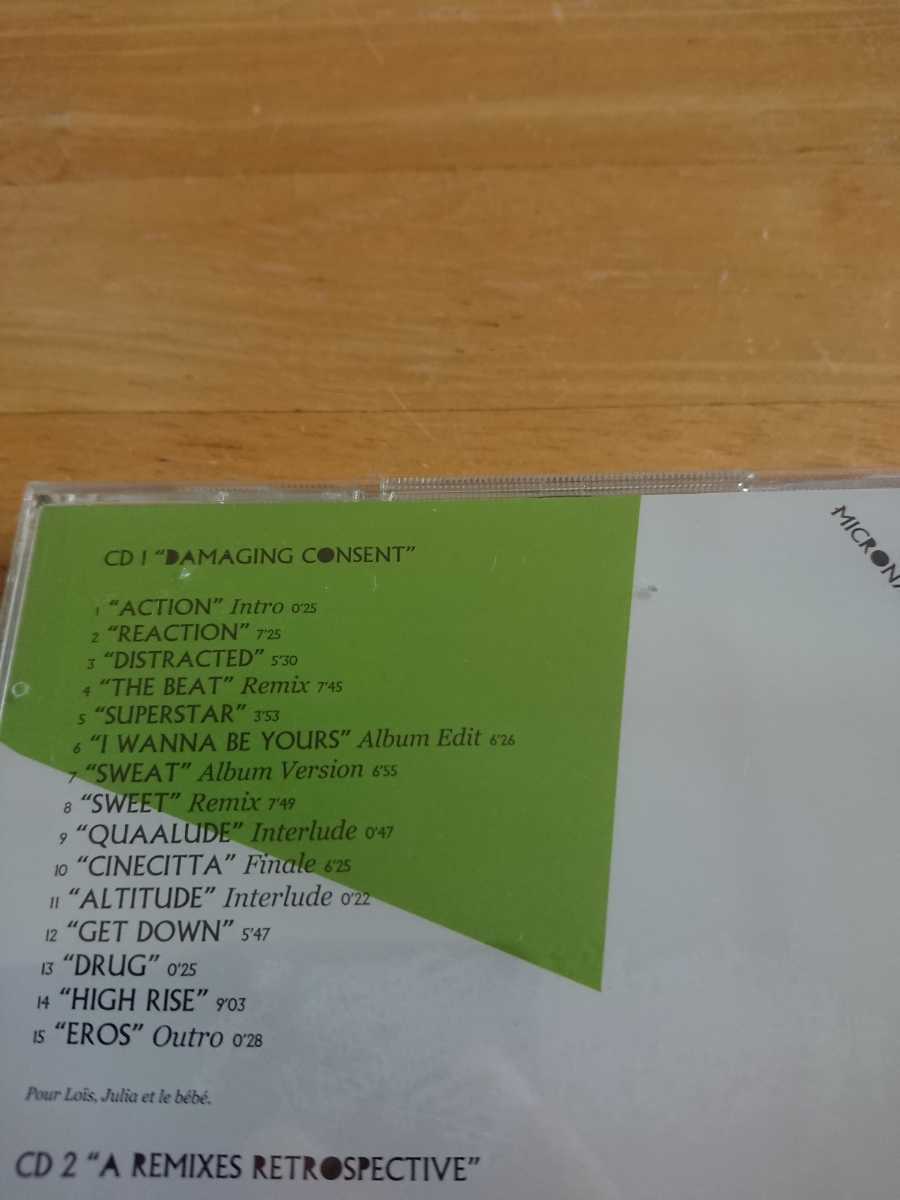 CD 1 “DAMAGING CONSENT”
1 “ACTION” Intro 0'25
2 “REACTION” 7'25
3 “DISTRACTED” 5'30
4 “THE BEAT” Remix 7'45
5 “SUPERSTAR” 3'53
6 “I WANNA BE YOURS” Album Edit 6'26
7 “SWEAT” Album Version 6'55
8 “SWEET” Remix 7'49
9 “QUAALUDE” Interlude 0'47
10 “CINECITTA” Finale 6'25
11 “ALTITUDE” Interlude 0'22
12 “GET DOWN” 5'47
13 “DRUG” 0'25
14 “HIGH RISE” 9'03
15 “EROS” Outro 0'28
Pour Loïs, Julia et le bébé.
CD 2 “A REMIXES RETROSPECTIVE”